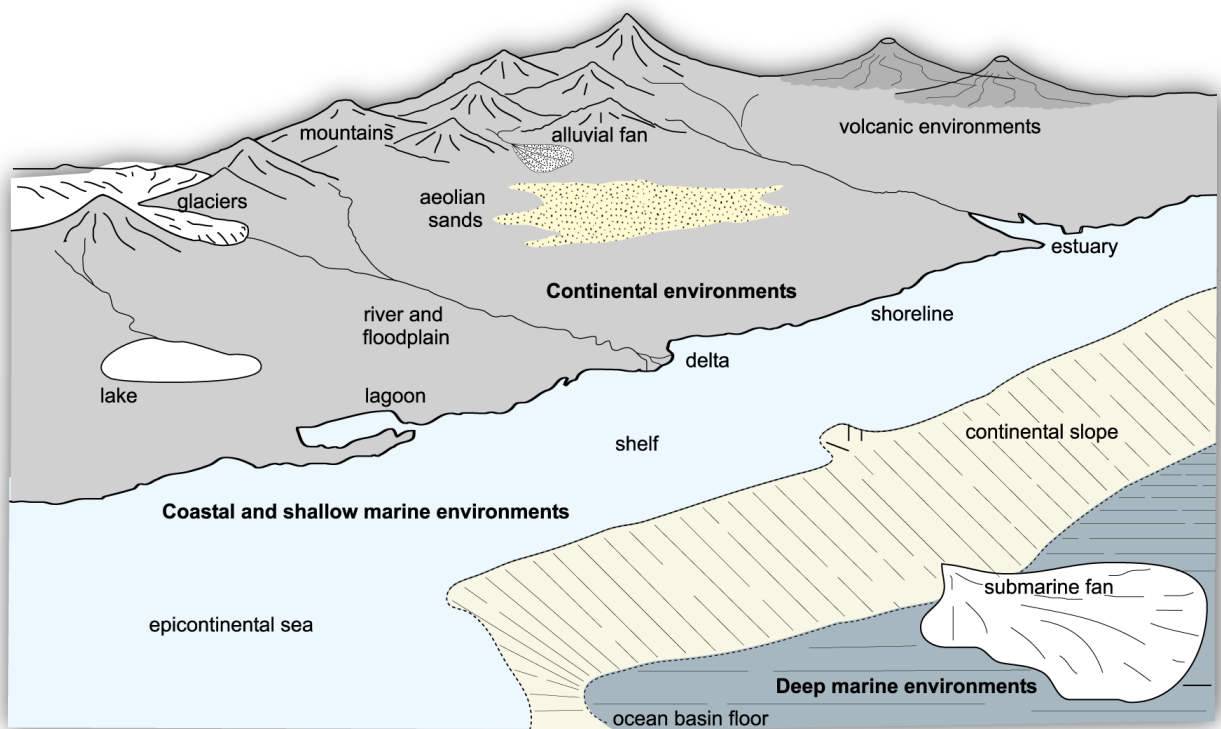 mountains
alluvial fan
volcanic environments
glaciers
aeolian
sands
estuary
Continental environments
river and
floodplain
shoreline
delta
lake
lagoon
shelf
continental slope
Coastal and shallow marine environments
submarine fan
epicontinental sea
Deep marine environments
ocean basin floor